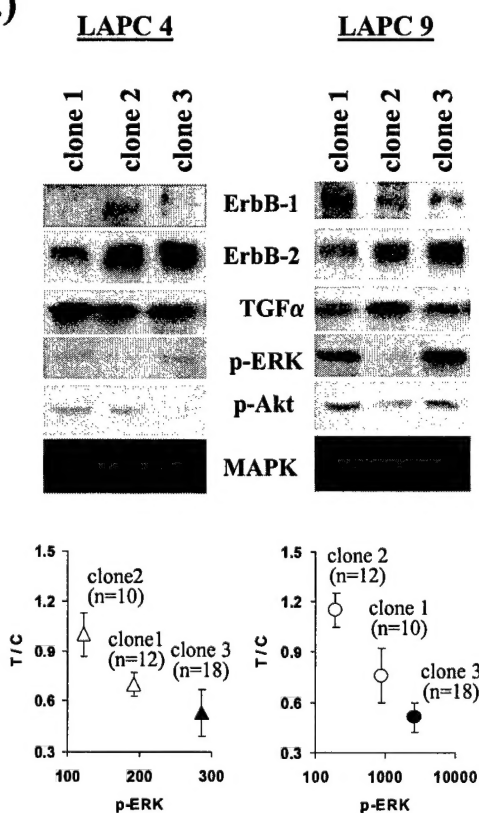 )
LAPC 4 LAPC 9
clone 1 clone 2 clone 3 clone 1 clone 2 clone 3
ErbB-1
ErbB-2
TGFα
p-ERK
p-Akt
MAPK
1.5 1.5
clone2 clone 2
(n=10) (n=12)
1.2 1.2
clone1 clone 3 clone 1
(n=12) (n=18) (n=10)
T / C T / C
0.9 0.9
clone 3
(n=18)
0.6 0.6
0.3 0.3
100 200 300 100 1000 10000
p-ERK p-ERK